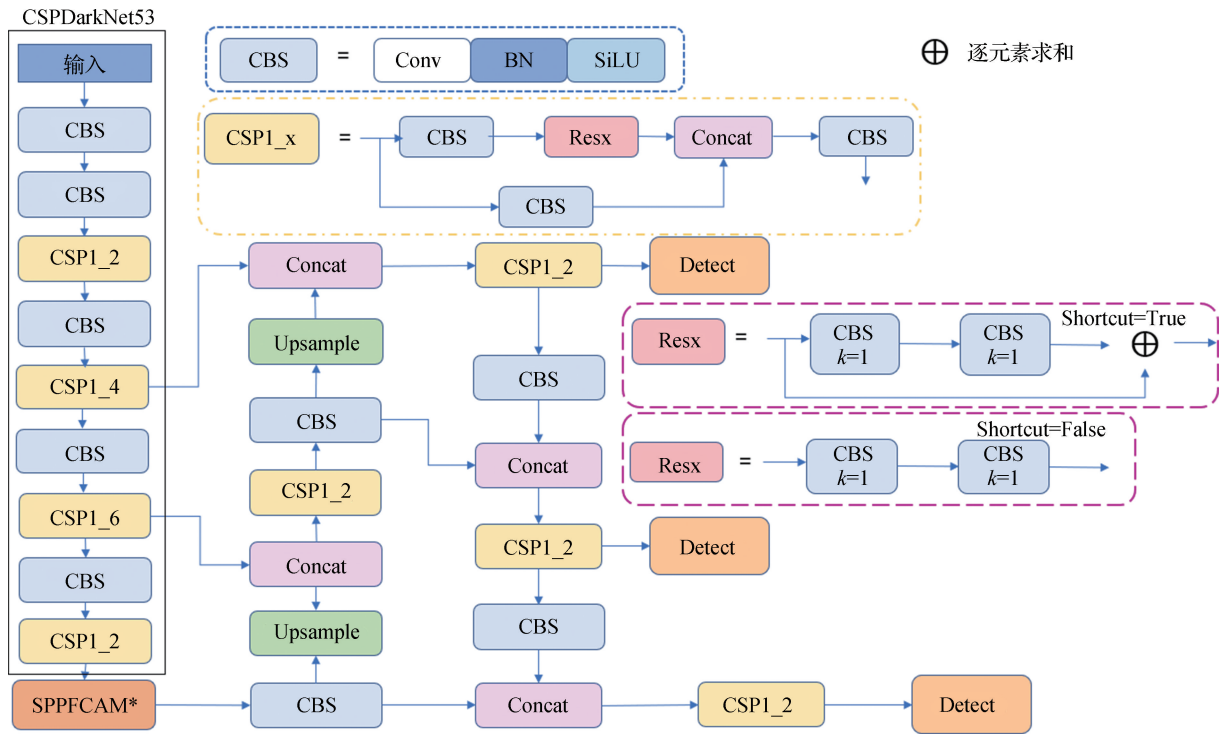 CSPDarkNet53
输入
CBS
CBS
CSP1_2
CBS
CSP1_4
CBS
CSP1_6
CBS
CSP1_2
SPPFCAM*
CBS = Conv BN SiLU
⊕ 逐元素求和
CSP1_x = CBS Resx Concat CBS
CBS
Concat
Upsample
CBS
CSP1_2
Concat
Upsample
CBS
CSP1_2
Detect
CBS
Concat
CSP1_2
Detect
CBS
Concat
CSP1_2
Detect
Shortcut=True
Resx = CBS k=1 CBS k=1 ⊕
Shortcut=False
Resx = CBS k=1 CBS k=1